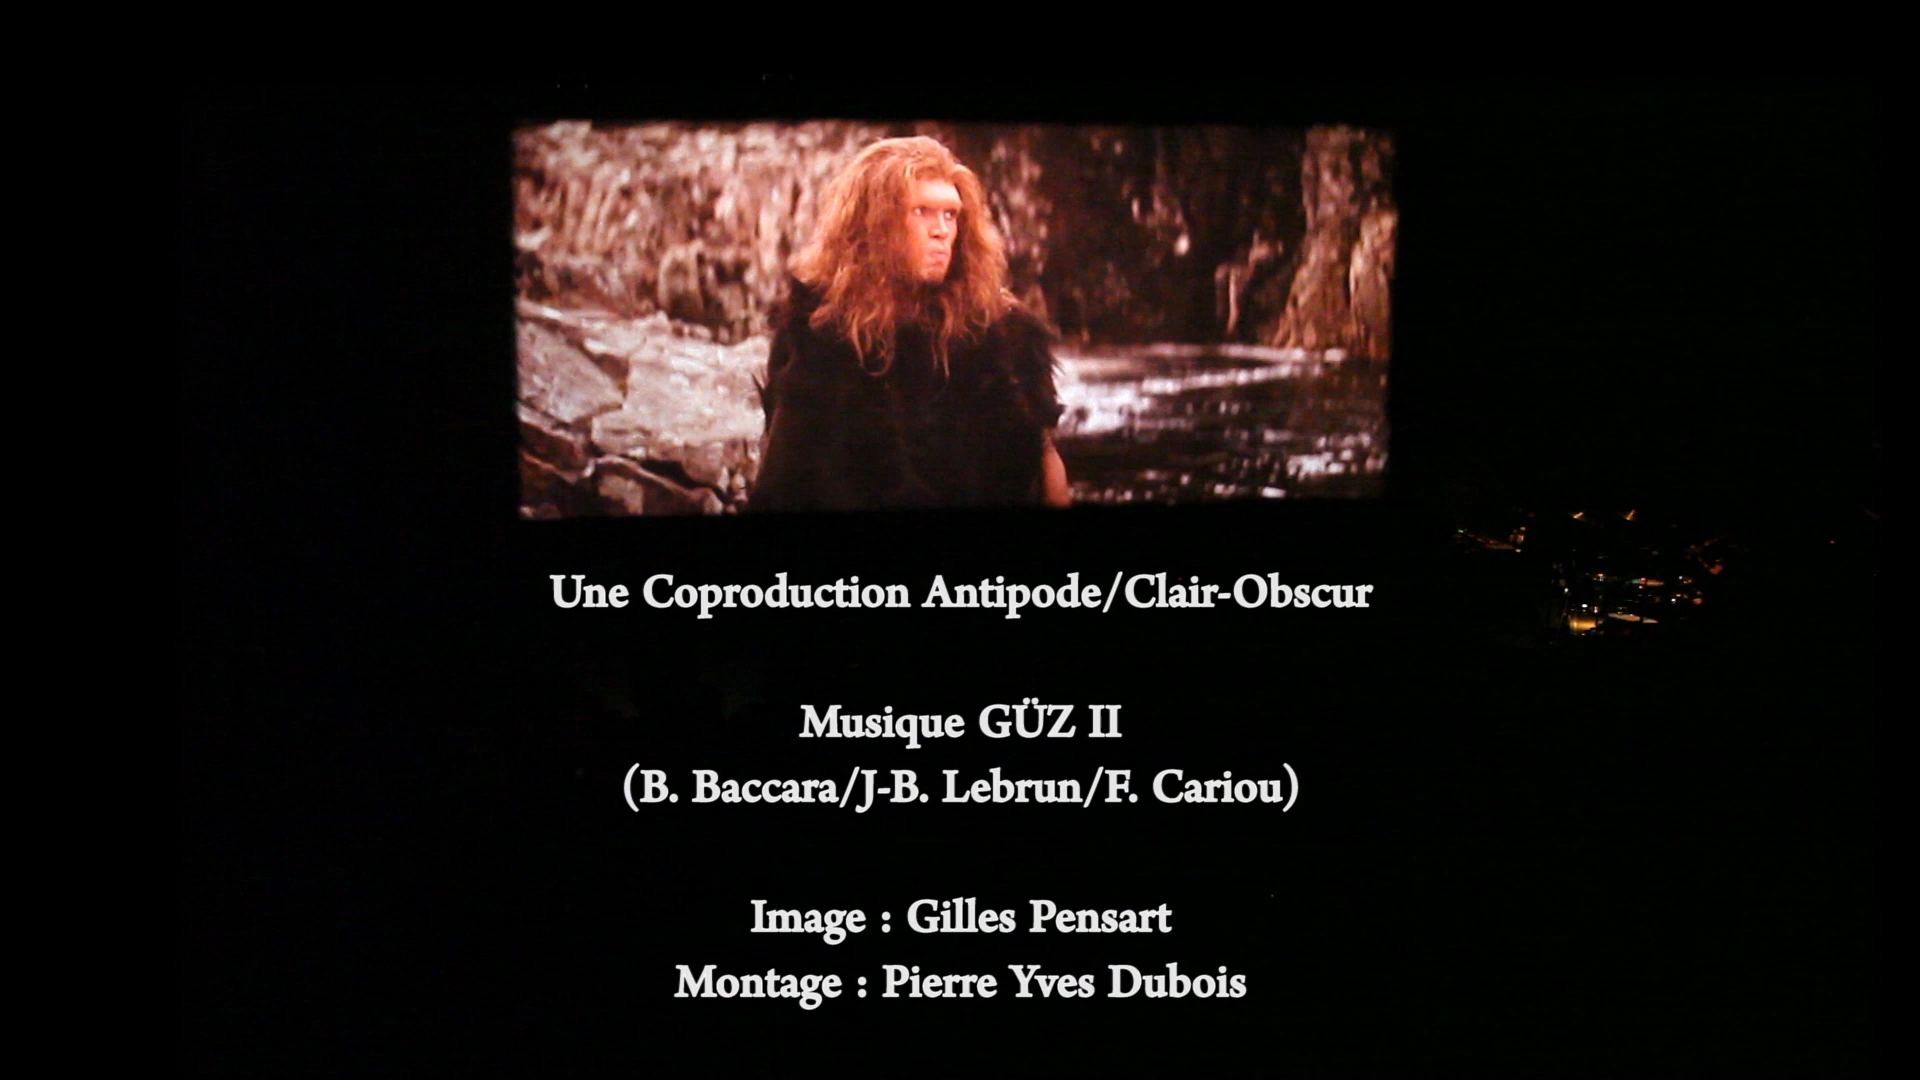 Une Coproduction Antipode/Clair-Obscur
Musique GÜZ II
(B. Baccara/J-B. Lebrun/F. Cariou)
Image : Gilles Pensart
Montage : Pierre Yves Dubois